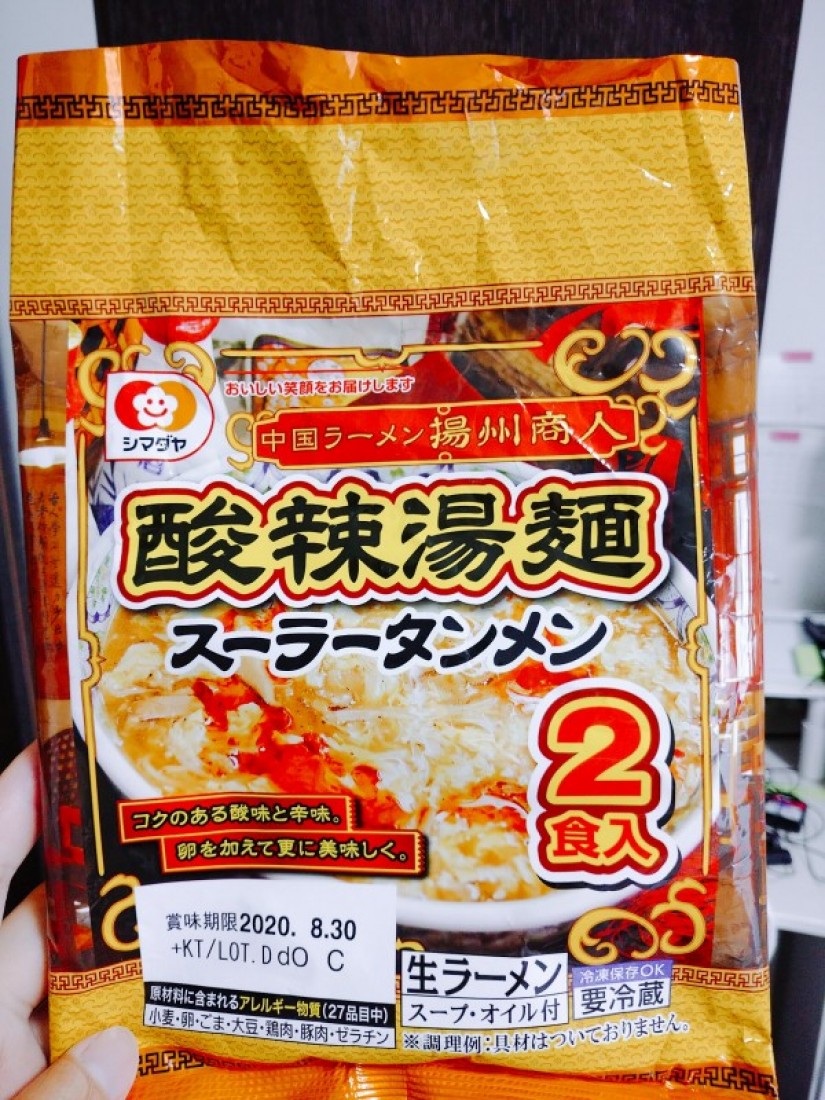 おいしい笑顔をお届けします
シマダヤ
中国ラーメン 揚州商人
酸辣湯麺
スーラータンメン
2
食入
コクのある酸味と辛味。
卵を加えて更に美味しく。
賞味期限2020. 8.30
+KT/LOT. D dO C
原材料に含まれるアレルギー物質(27品目中)
小麦・卵・ごま・大豆・鶏肉・豚肉・ゼラチン
生ラーメン
スープ・オイル付
冷凍保存OK
要冷蔵
※調理例：具材はついておりません。